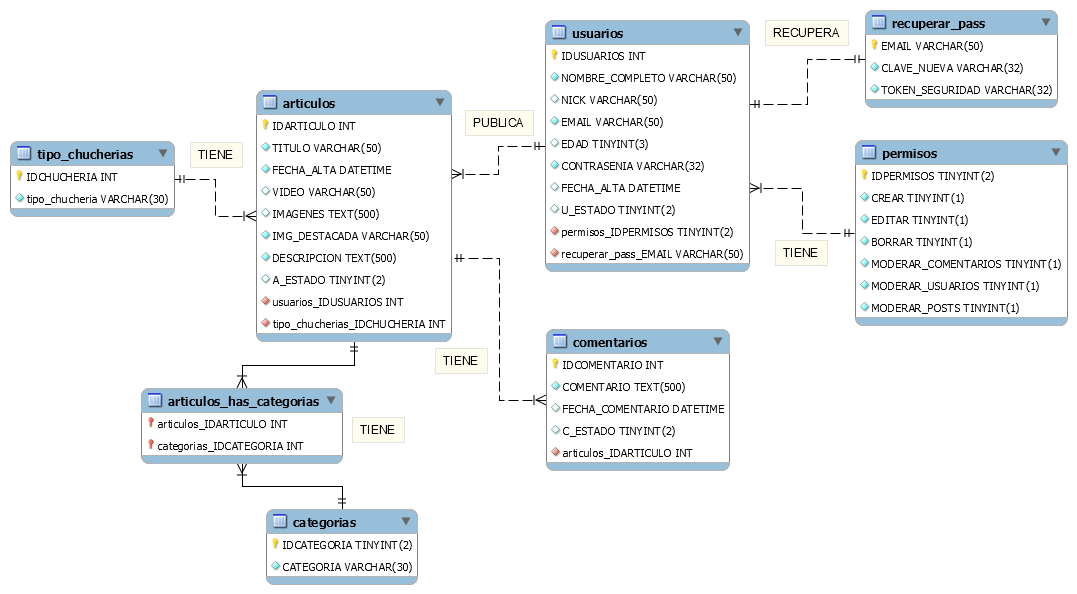 tipo_chucherias
IDCHUCHERIA INT
tipo_chucheria VARCHAR(30)
TIENE
articulos
IDARTICULO INT
TITULO VARCHAR(50)
FECHA_ALTA DATETIME
VIDEO VARCHAR(50)
IMAGENES TEXT(500)
IMG_DESTACADA VARCHAR(50)
DESCRIPCION TEXT(500)
A_ESTADO TINYINT(2)
usuarios_IDUSUARIOS INT
tipo_chucherias_IDCHUCHERIA INT
PUBLICA
usuarios
IDUSUARIOS INT
NOMBRE_COMPLETO VARCHAR(50)
NICK VARCHAR(50)
EMAIL VARCHAR(50)
EDAD TINYINT(3)
CONTRASENIA VARCHAR(32)
FECHA_ALTA DATETIME
U_ESTADO TINYINT(2)
permisos_IDPERMISOS TINYINT(2)
recuperar_pass_EMAIL VARCHAR(50)
RECUPERA
recuperar_pass
EMAIL VARCHAR(50)
CLAVE_NUEVA VARCHAR(32)
TOKEN_SEGURIDAD VARCHAR(32)
TIENE
permisos
IDPERMISOS TINYINT(2)
CREAR TINYINT(1)
EDITAR TINYINT(1)
BORRAR TINYINT(1)
MODERAR_COMENTARIOS TINYINT(1)
MODERAR_USUARIOS TINYINT(1)
MODERAR_POSTS TINYINT(1)
TIENE
comentarios
IDCOMENTARIO INT
COMENTARIO TEXT(500)
FECHA_COMENTARIO DATETIME
C_ESTADO TINYINT(2)
articulos_IDARTICULO INT
articulos_has_categorias
articulos_IDARTICULO INT
categorias_IDCATEGORIA INT
TIENE
categorias
IDCATEGORIA TINYINT(2)
CATEGORIA VARCHAR(30)